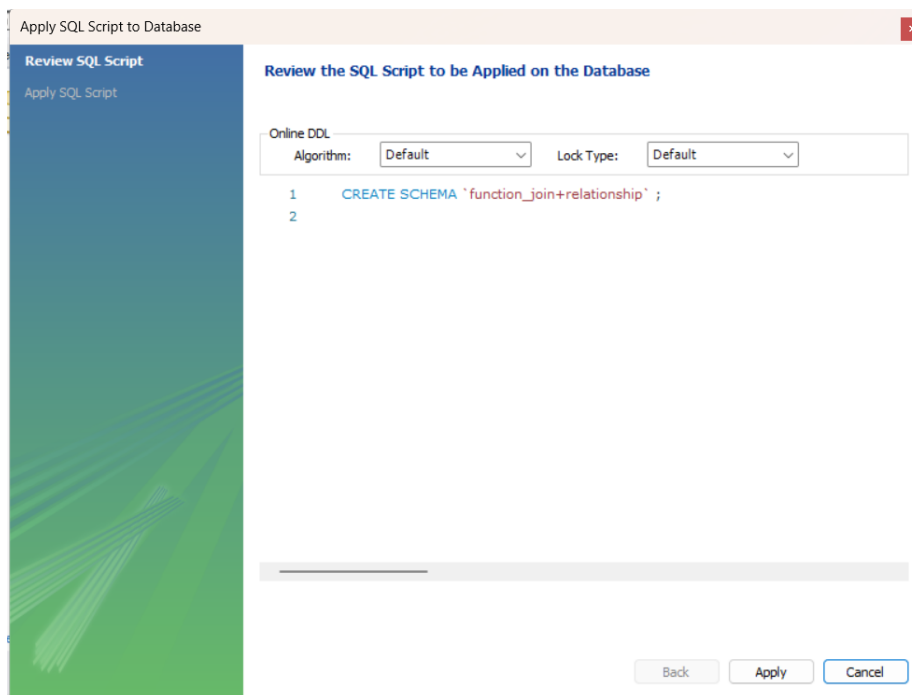 Apply SQL Script to Database
Review SQL Script
Apply SQL Script
Review the SQL Script to be Applied on the Database
Online DDL
Algorithm: Default Lock Type: Default
1 CREATE SCHEMA `function_join+relationship` ;
2
Back Apply Cancel